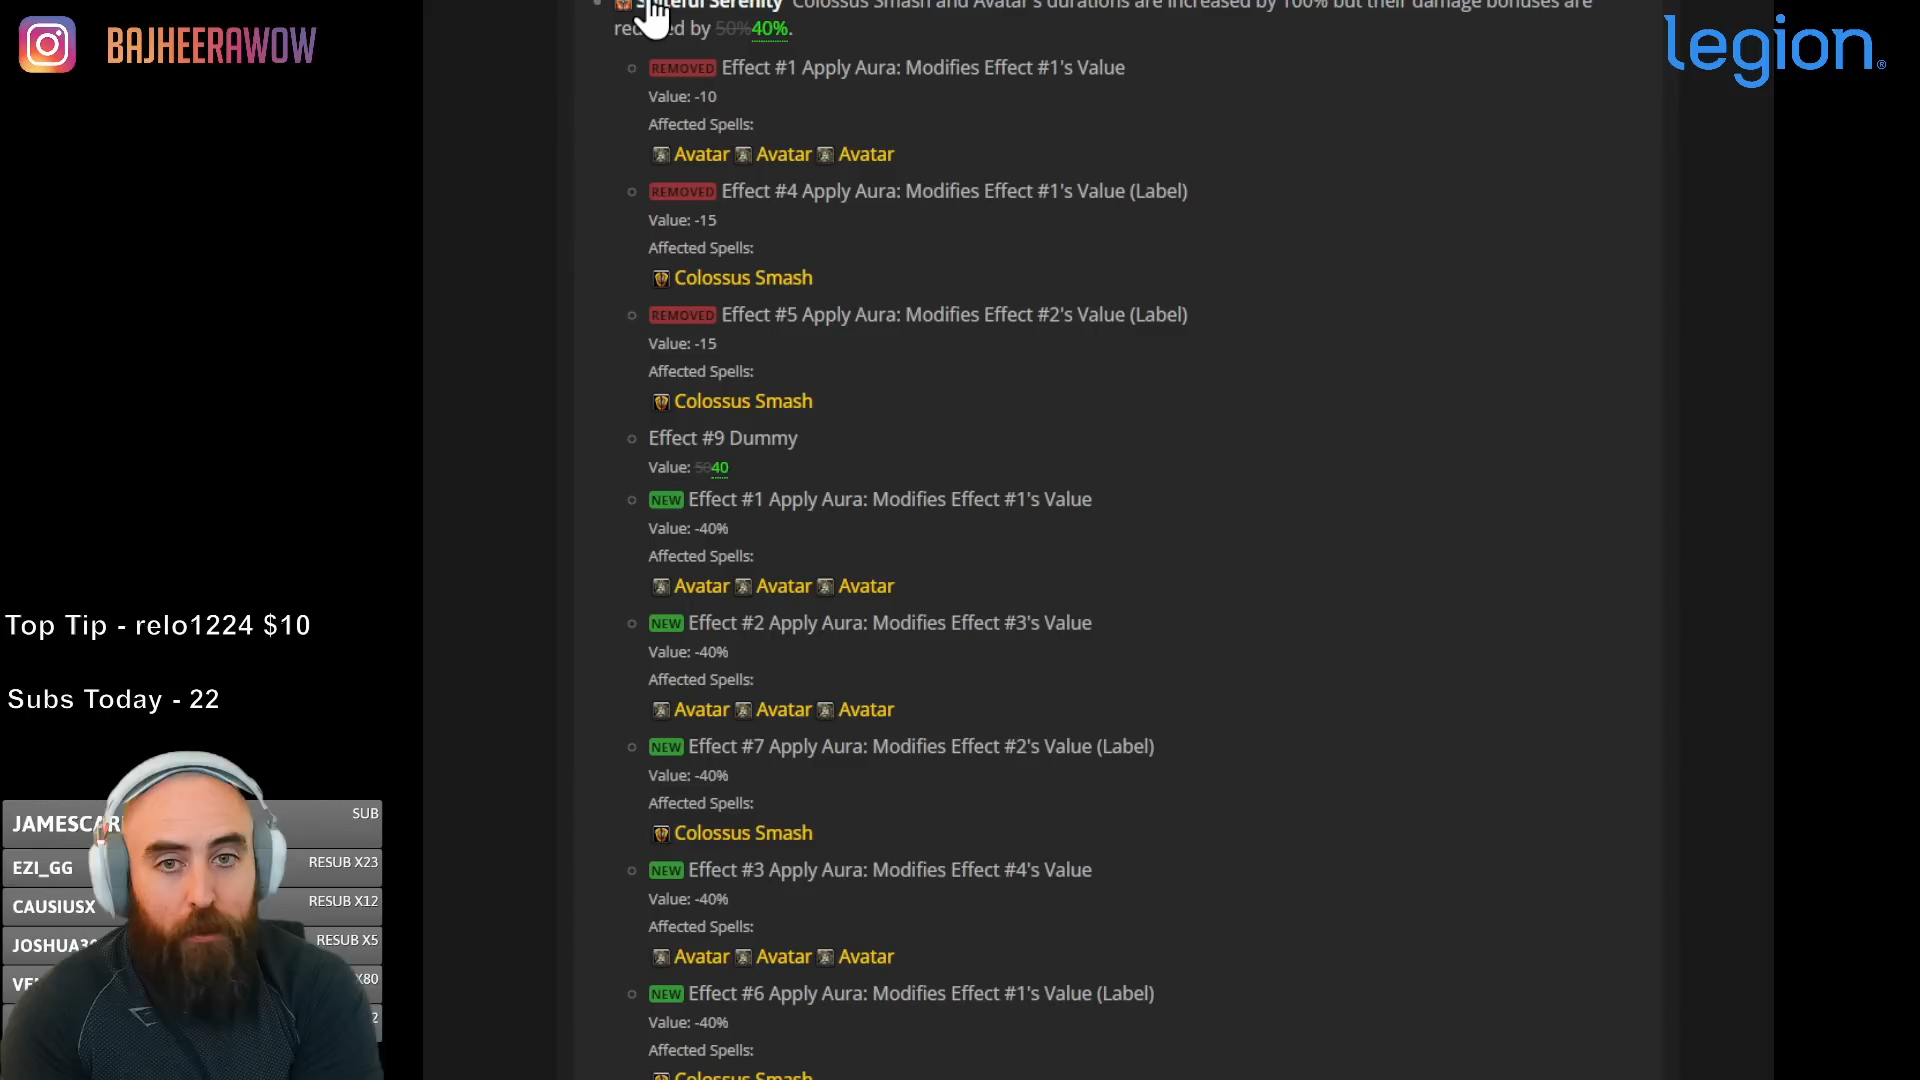 BAJHEERAWOW
legion®
Serenity Colossus Smash and Avatar's durations are increased by 100% but their damage bonuses are
by 50%40%.
REMOVED Effect #1 Apply Aura: Modifies Effect #1's Value
Value: -10
Affected Spells:
Avatar Avatar Avatar
REMOVED Effect #4 Apply Aura: Modifies Effect #1's Value (Label)
Value: -15
Affected Spells:
Colossus Smash
REMOVED Effect #5 Apply Aura: Modifies Effect #2's Value (Label)
Value: -15
Affected Spells:
Colossus Smash
Effect #9 Dummy
Value: 5040
NEW Effect #1 Apply Aura: Modifies Effect #1's Value
Value: -40%
Affected Spells:
Avatar Avatar Avatar
NEW Effect #2 Apply Aura: Modifies Effect #3's Value
Value: -40%
Affected Spells:
Avatar Avatar Avatar
NEW Effect #7 Apply Aura: Modifies Effect #2's Value (Label)
Value: -40%
Affected Spells:
Colossus Smash
NEW Effect #3 Apply Aura: Modifies Effect #4's Value
Value: -40%
Affected Spells:
Avatar Avatar Avatar
NEW Effect #6 Apply Aura: Modifies Effect #1's Value (Label)
Value: -40%
Affected Spells:
Colossus Smash
Top Tip - relo1224 $10
Subs Today - 22
SUB
EZI_GG RESUB X23
CAUSIUSX RESUB X12
RESUB X5
X80
2